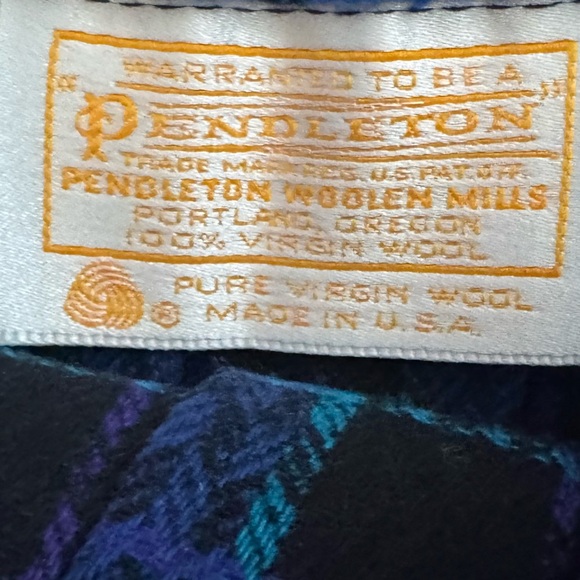 WARRANTED TO BE A
"PENDLETON"
TRADE MARK REG. U.S. PAT. OFF.
PENDLETON WOOLEN MILLS
PORTLAND, OREGON
100% VIRGIN WOOL
PURE VIRGIN WOOL
® MADE IN U.S.A.